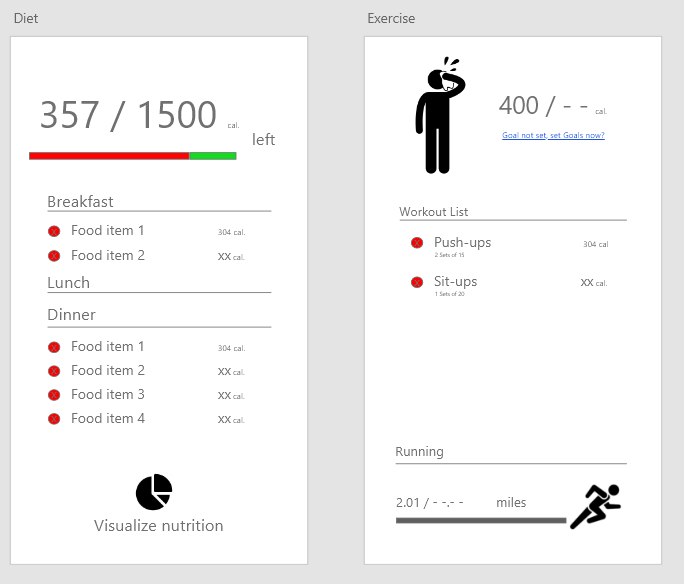 Diet
357 / 1500 cal.
left
Breakfast
Food item 1 304 cal.
Food item 2 xx cal.
Lunch
Dinner
Food item 1 304 cal.
Food item 2 xx cal.
Food item 3 xx cal.
Food item 4 xx cal.
Visualize nutrition
Exercise
400 / - - cal.
Goal not set, set Goals now?
Workout List
Push-ups 304 cal
2 Sets of 15
Sit-ups xx cal.
1 Sets of 20
Running
2.01 / - -.- - miles